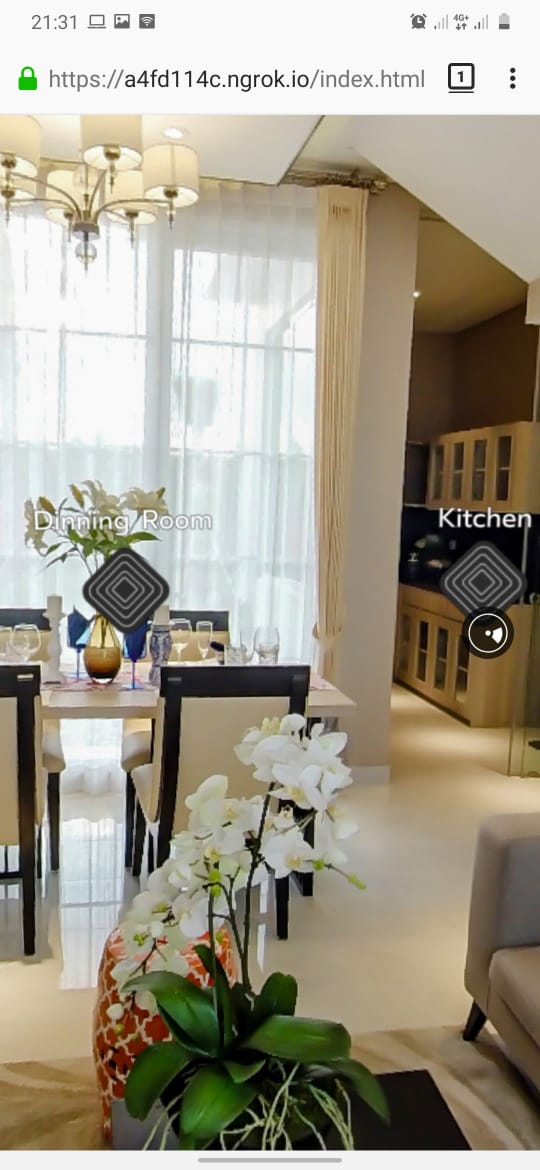 21:31
4G+
https://a4fd114c.ngrok.io/index.html
1
Dinning Room
Kitchen